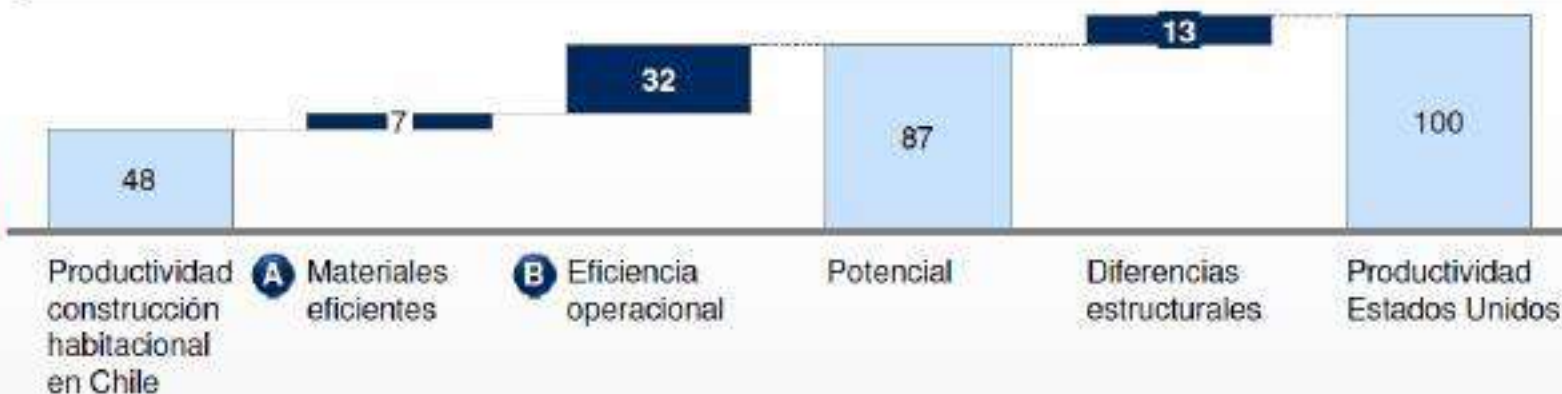 13
32
7
100
87
48
Productividad
construcción
habitacional
en Chile
A Materiales
eficientes
B Eficiencia
operacional
Potencial
Diferencias
estructurales
Productividad
Estados Unidos